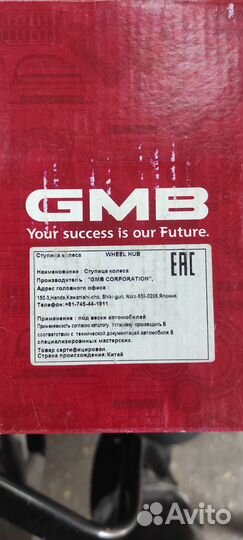 GMB
Your success is our Future.
Ступица колеса WHEEL HUB
Наименование : Ступица колеса
Производитель : "GMB CORPORATION",
Адрес головного офиса :
150-3,Handa,Kawanishi-cho, Shiki-gun, Nara 636-0206,Япония
Телефон:+81-745-44-1911
EAC
Применение : под вески автомобилей
Применяемость согласно каталогу. Установку производить в
соответствии с технической документацией автомобиля В
специализированных мастерских.
Товар сертифицирован.
Страна происхождения: Китай
Avito